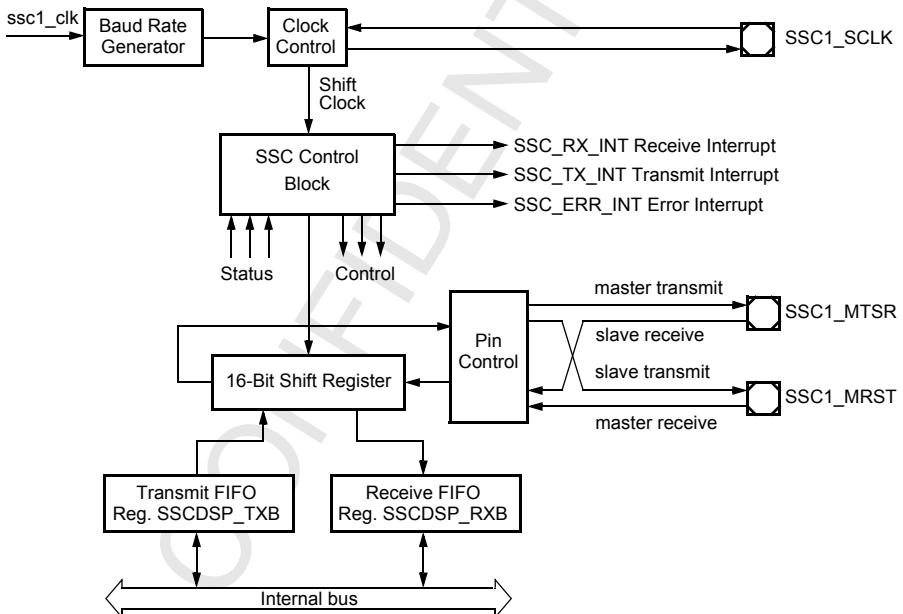 ssc1_clk
Baud Rate
Generator
Clock
Control
SSC1_SCLK
Shift
Clock
SSC Control
Block
SSC_RX_INT Receive Interrupt
SSC_TX_INT Transmit Interrupt
SSC_ERR_INT Error Interrupt
Status
Control
master transmit
SSC1_MTSR
slave receive
Pin
Control
16-Bit Shift Register
slave transmit
SSC1_MRST
master receive
Transmit FIFO
Reg. SSCDSP_TXB
Receive FIFO
Reg. SSCDSP_RXB
Internal bus
CONFIDENT